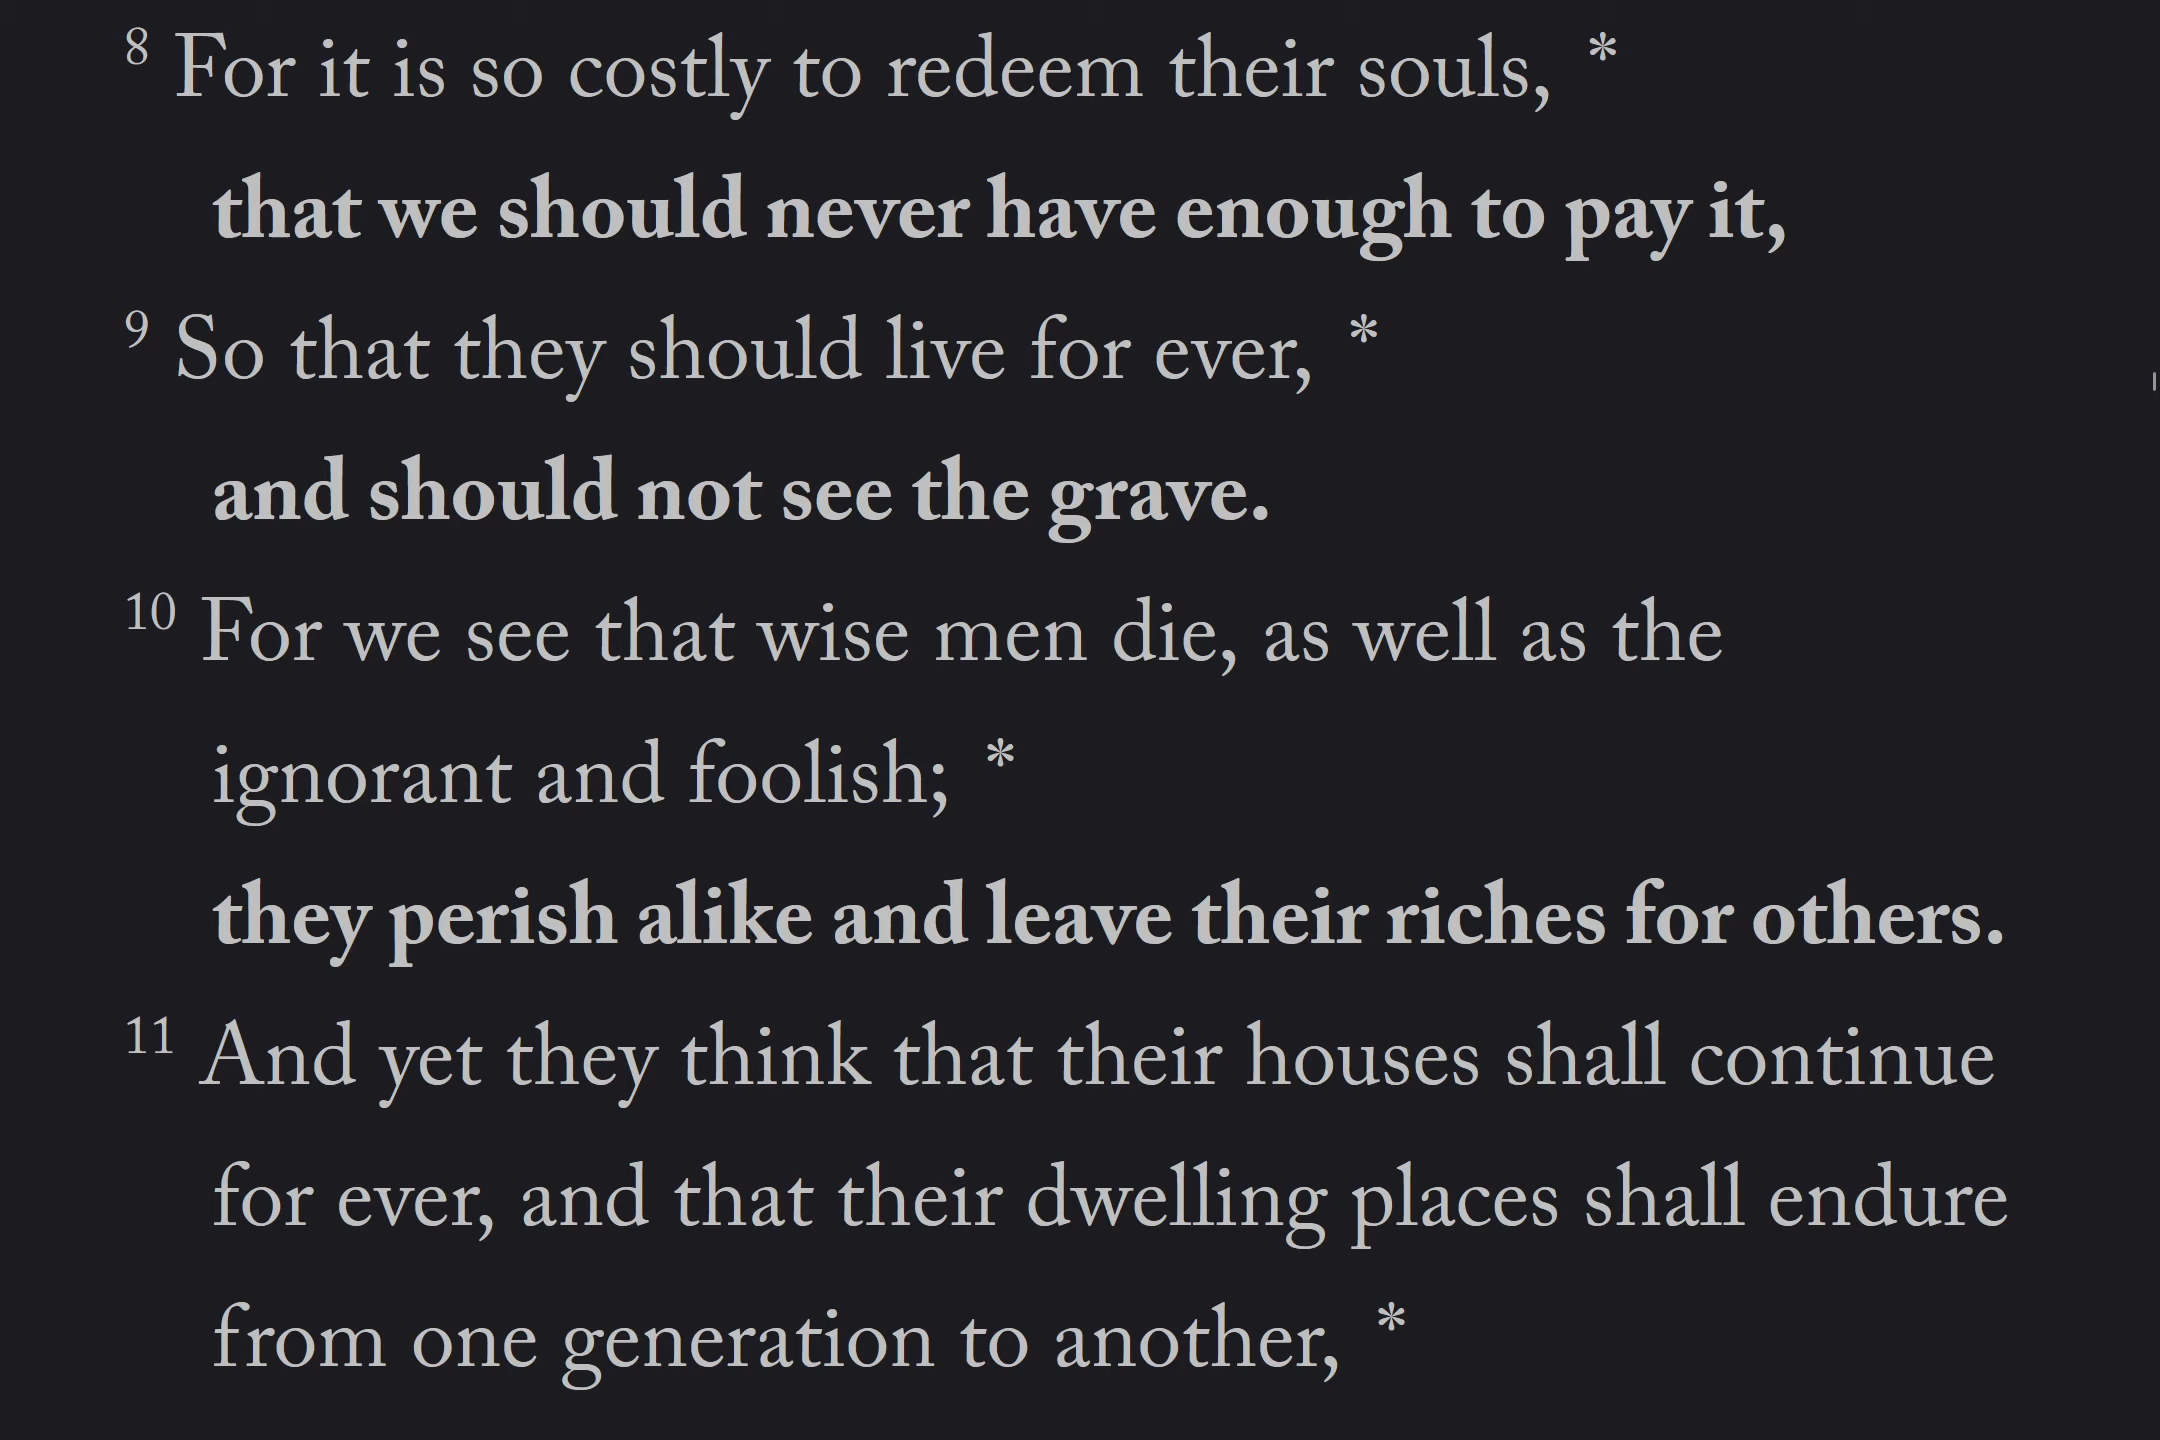 8 For it is so costly to redeem their souls, *
that we should never have enough to pay it,
9 So that they should live for ever, *
and should not see the grave.
10 For we see that wise men die, as well as the
ignorant and foolish; *
they perish alike and leave their riches for others.
11 And yet they think that their houses shall continue
for ever, and that their dwelling places shall endure
from one generation to another, *